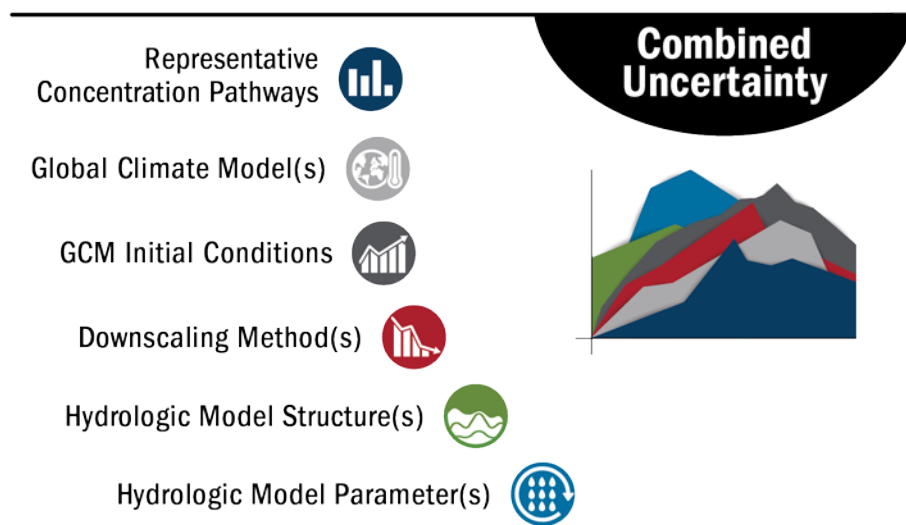 Combined
Uncertainty
Representative
Concentration Pathways
Global Climate Model(s)
GCM Initial Conditions
Downscaling Method(s)
Hydrologic Model Structure(s)
Hydrologic Model Parameter(s)